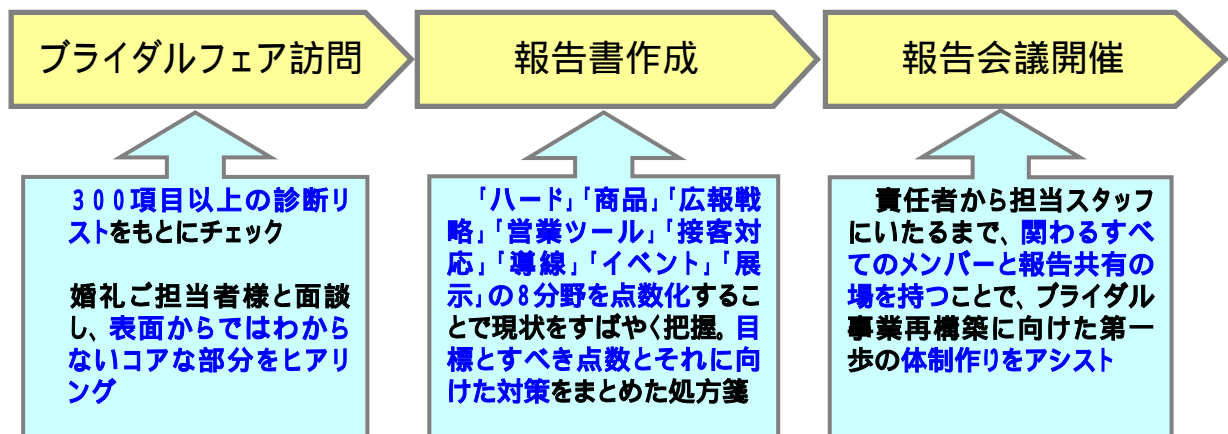 ブライダルフェア訪問
報告書作成
報告会議開催
300項目以上の診断リ
ストをもとにチェック
婚礼ご担当者様と面談
し、表面からではわから
ないコアな部分をヒアリ
ング
「ハード」「商品」「広報戦
略」「営業ツール」「接客対
応」「導線」「イベント」「展
示」の8分野を点数化するこ
とで現状をすばやく把握。目
標とすべき点数とそれに向
けた対策をまとめた処方箋
責任者から担当スタッフ
にいたるまで、関わるすべ
てのメンバーと報告共有の
場を持つことで、ブライダル
事業再構築に向けた第一
歩の体制作りをアシスト